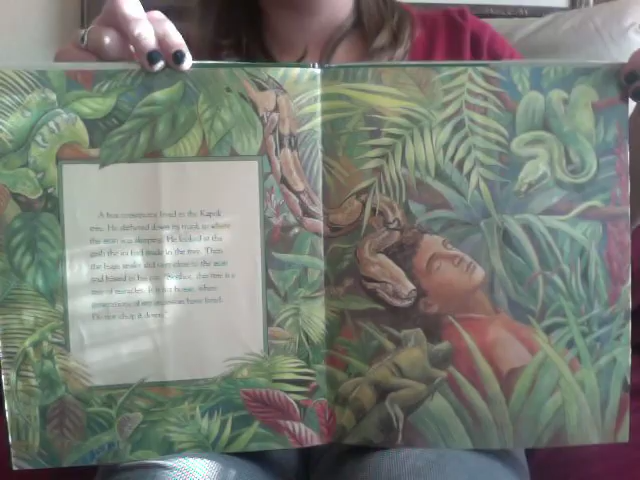 A boa constrictor lived in the Kapok
tree. He slithered down its trunk to where
the man was sleeping. He looked at the
gash the ax had made in the tree. Then
the huge snake slid very close to the man
and hissed in his ear: "Senhor, this tree is a
tree of miracles. It is my home, where
generations of my ancestors have lived.
Do not chop it down."